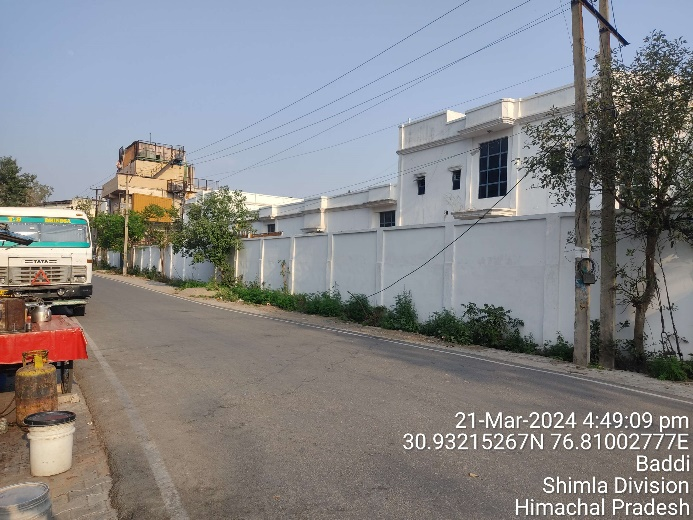 TATA
21-Mar-2024 4:49:09 pm
30.93215267N 76.81002777E
Baddi
Shimla Division
Himachal Pradesh